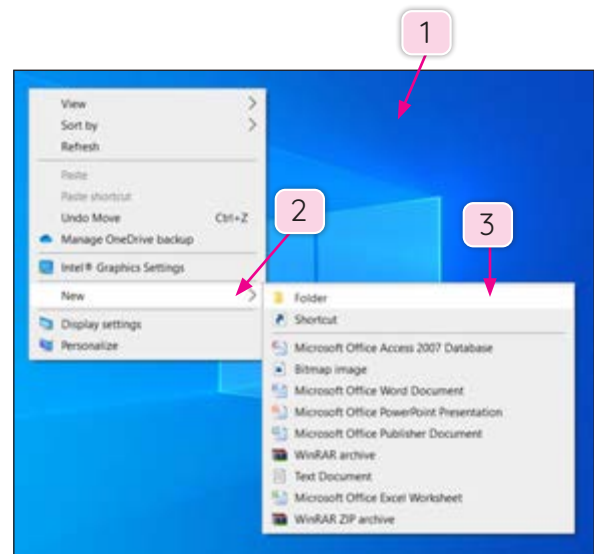 1
View
Sort by
Refresh
Paste
Paste shortcut
Undo Move Ctrl+Z
Manage OneDrive backup
Intel® Graphics Settings
New
Display settings
Personalize
2
3
Folder
Shortcut
Microsoft Office Access 2007 Database
Bitmap image
Microsoft Office Word Document
Microsoft Office PowerPoint Presentation
Microsoft Office Publisher Document
WinRAR archive
Text Document
Microsoft Office Excel Worksheet
WinRAR ZIP archive